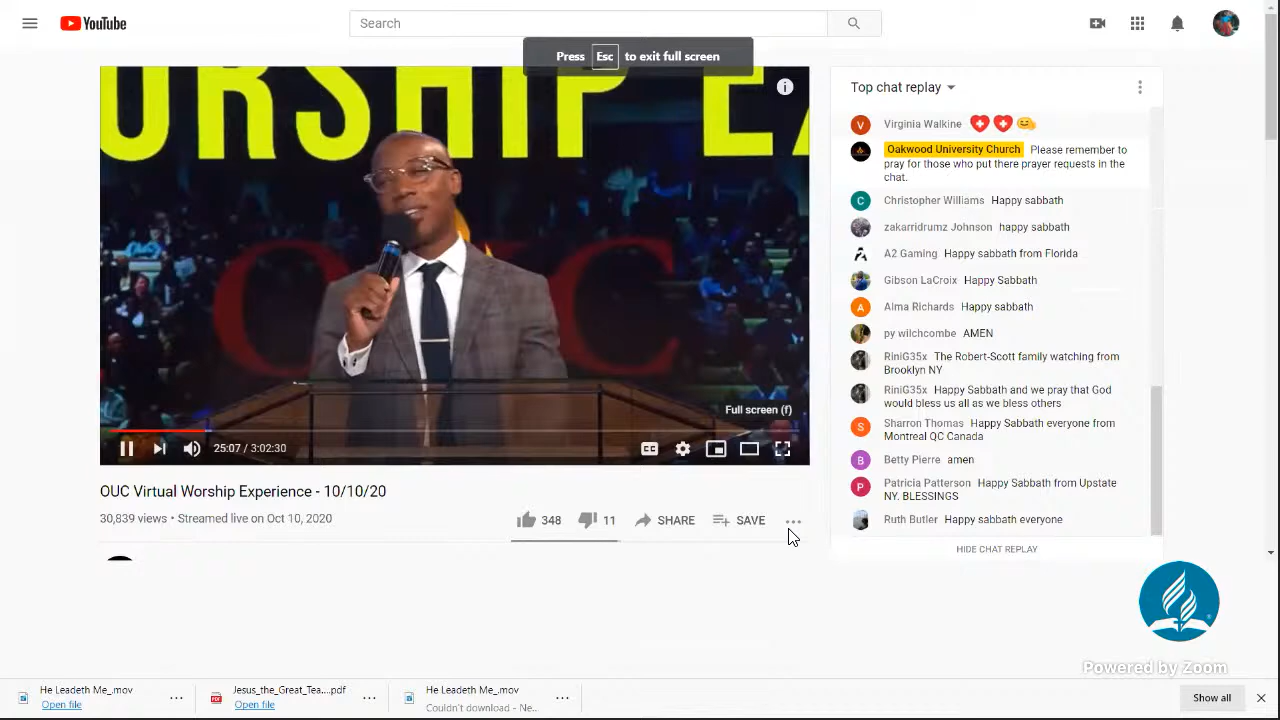 YouTube
Search
Press Esc to exit full screen
ORSHIP EA
OUC
Full screen (f)
25:07 / 3:02:30
OUC Virtual Worship Experience - 10/10/20
30,839 views • Streamed live on Oct 10, 2020
348
11
SHARE
SAVE
Top chat replay
Virginia Walkine
Oakwood University Church Please remember to
pray for those who put there prayer requests in the
chat.
Christopher Williams Happy sabbath
zakarridrumz Johnson happy sabbath
A2 Gaming Happy sabbath from Florida
Gibson LaCroix Happy Sabbath
Alma Richards Happy sabbath
py wilchcombe AMEN
RiniG35x The Robert-Scott family watching from
Brooklyn NY
RiniG35x Happy Sabbath and we pray that God
would bless us all as we bless others
Sharron Thomas Happy Sabbath everyone from
Montreal QC Canada
Betty Pierre amen
Patricia Patterson Happy Sabbath from Upstate
NY. BLESSINGS
Ruth Butler Happy sabbath everyone
HIDE CHAT REPLAY
Powered by Zoom
He Leadeth Me_.mov
Open file
Jesus_the_Great_Tea....pdf
Open file
He Leadeth Me_.mov
Couldn't download - Ne...
Show all